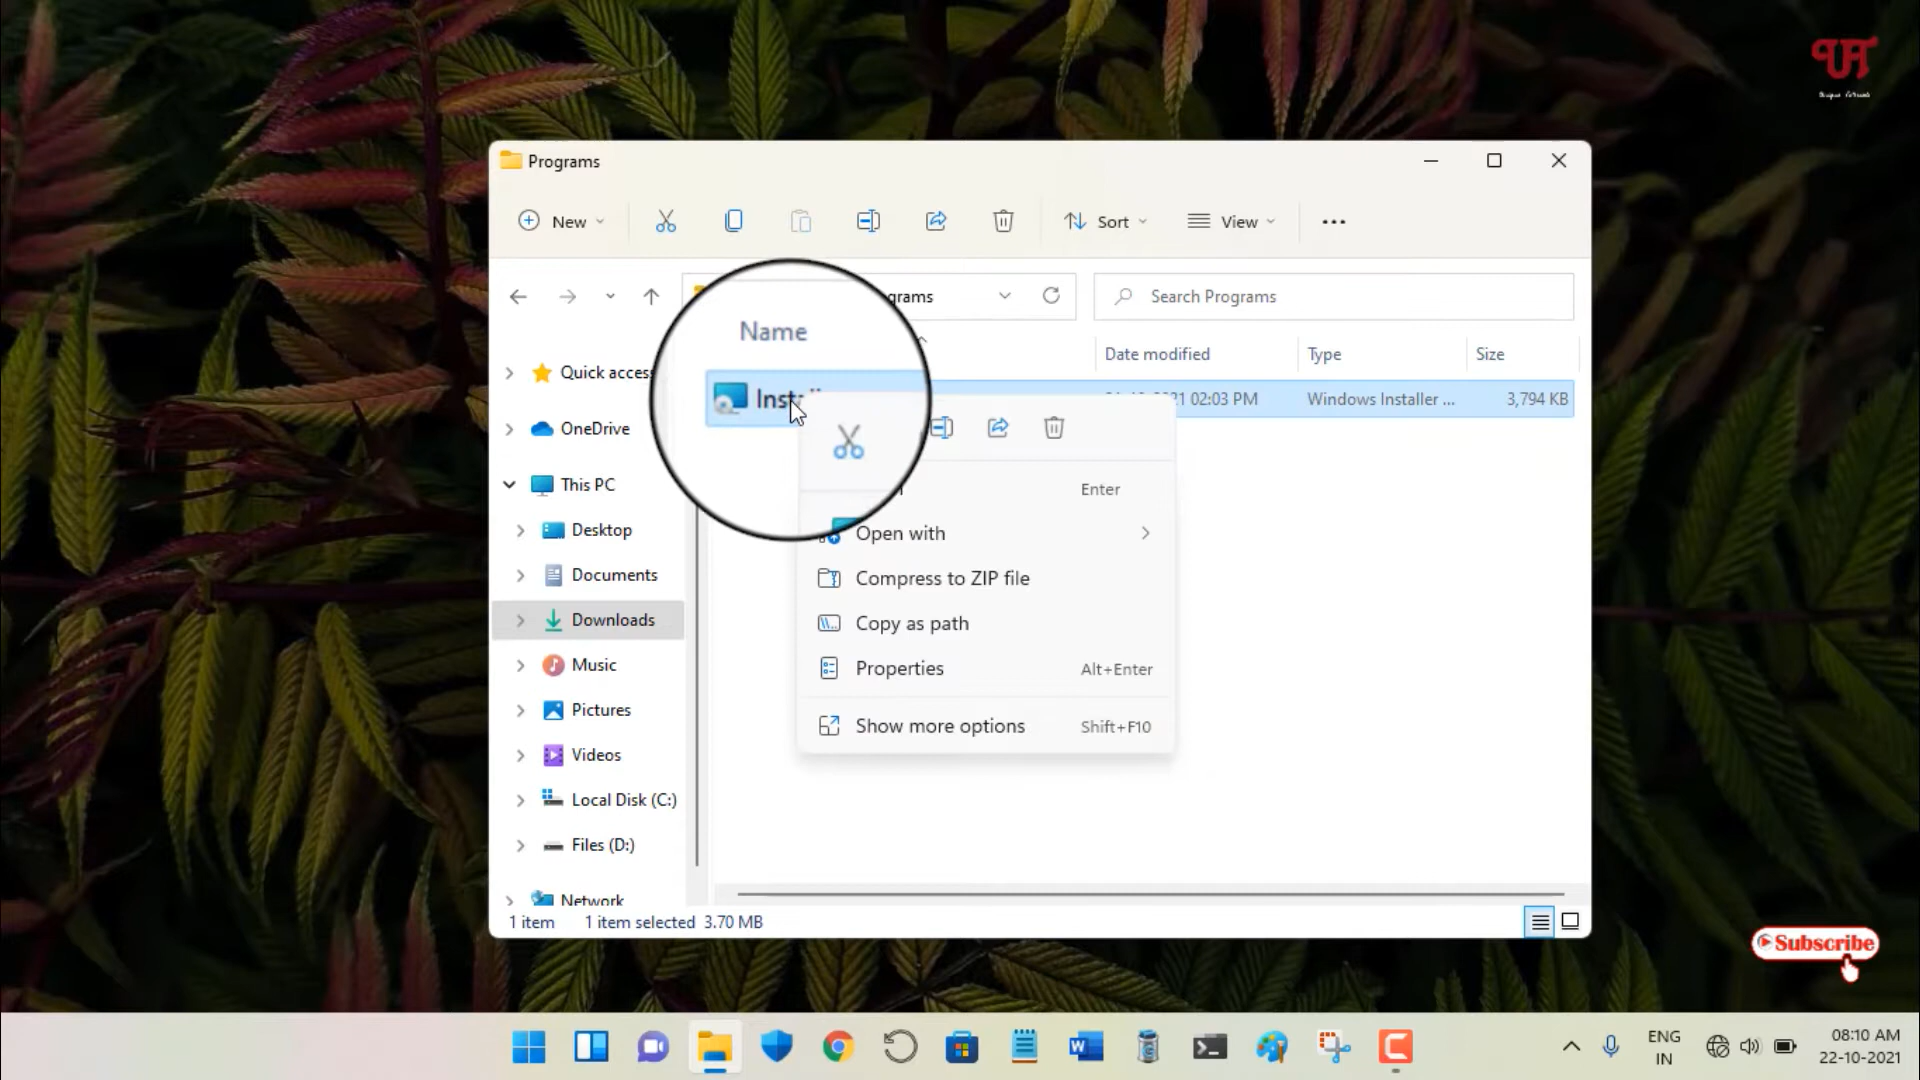 Programs
New
Sort
View
grams
Search Programs
Name
Date modified
Type
Size
02:03 PM
Windows Installer ...
3,794 KB
Quick access
OneDrive
This PC
Desktop
Documents
Downloads
Music
Pictures
Videos
Local Disk (C:)
Files (D:)
Network
Enter
Open with
Compress to ZIP file
Copy as path
Properties
Alt+Enter
Show more options
Shift+F10
1 item
1 item selected 3.70 MB
Subscribe
ENG
IN
08:10 AM
22-10-2021